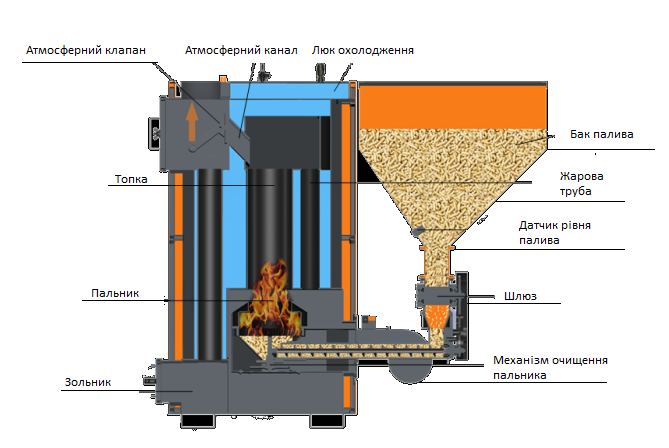 Атмосферний клапан
Атмосферний канал
Люк охолодження
Бак палива
Топка
Жарова
труба
Датчик рівня
палива
Пальник
Шлюз
Механізм очищення
пальника
Зольник